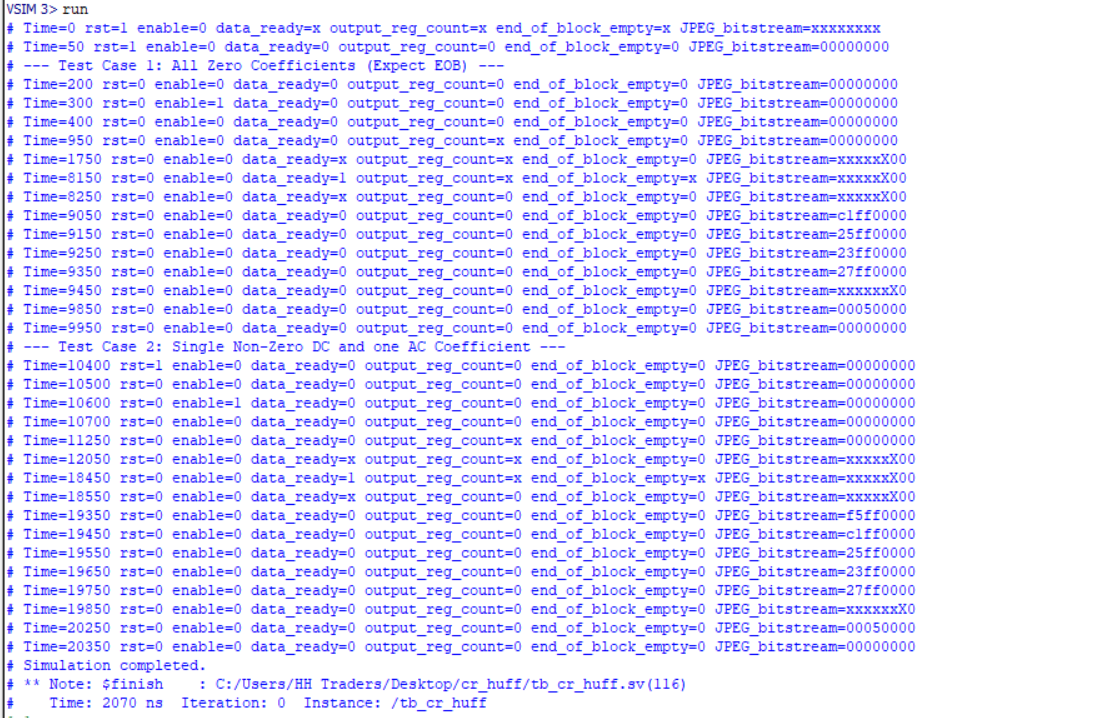 VSIM 3> run
# Time=0 rst=1 enable=0 data_ready=x output_reg_count=x end_of_block_empty=x JPEG_bitstream=xxxxxxxx
# Time=50 rst=1 enable=0 data_ready=0 output_reg_count=0 end_of_block_empty=0 JPEG_bitstream=00000000
# --- Test Case 1: All Zero Coefficients (Expect EOB) ---
# Time=200 rst=0 enable=0 data_ready=0 output_reg_count=0 end_of_block_empty=0 JPEG_bitstream=00000000
# Time=300 rst=0 enable=1 data_ready=0 output_reg_count=0 end_of_block_empty=0 JPEG_bitstream=00000000
# Time=400 rst=0 enable=0 data_ready=0 output_reg_count=0 end_of_block_empty=0 JPEG_bitstream=00000000
# Time=950 rst=0 enable=0 data_ready=0 output_reg_count=x end_of_block_empty=0 JPEG_bitstream=00000000
# Time=1750 rst=0 enable=0 data_ready=x output_reg_count=x end_of_block_empty=0 JPEG_bitstream=xxxxxX00
# Time=8150 rst=0 enable=0 data_ready=1 output_reg_count=x end_of_block_empty=x JPEG_bitstream=xxxxxX00
# Time=8250 rst=0 enable=0 data_ready=x output_reg_count=0 end_of_block_empty=0 JPEG_bitstream=xxxxxX00
# Time=9050 rst=0 enable=0 data_ready=0 output_reg_count=0 end_of_block_empty=0 JPEG_bitstream=c1ff0000
# Time=9150 rst=0 enable=0 data_ready=0 output_reg_count=0 end_of_block_empty=0 JPEG_bitstream=25ff0000
# Time=9250 rst=0 enable=0 data_ready=0 output_reg_count=0 end_of_block_empty=0 JPEG_bitstream=23ff0000
# Time=9350 rst=0 enable=0 data_ready=0 output_reg_count=0 end_of_block_empty=0 JPEG_bitstream=27ff0000
# Time=9450 rst=0 enable=0 data_ready=0 output_reg_count=0 end_of_block_empty=0 JPEG_bitstream=xxxxxxX0
# Time=9850 rst=0 enable=0 data_ready=0 output_reg_count=0 end_of_block_empty=0 JPEG_bitstream=00050000
# Time=9950 rst=0 enable=0 data_ready=0 output_reg_count=0 end_of_block_empty=0 JPEG_bitstream=00000000
# --- Test Case 2: Single Non-Zero DC and one AC Coefficient ---
# Time=10400 rst=1 enable=0 data_ready=0 output_reg_count=0 end_of_block_empty=0 JPEG_bitstream=00000000
# Time=10500 rst=0 enable=0 data_ready=0 output_reg_count=0 end_of_block_empty=0 JPEG_bitstream=00000000
# Time=10600 rst=0 enable=1 data_ready=0 output_reg_count=0 end_of_block_empty=0 JPEG_bitstream=00000000
# Time=10700 rst=0 enable=0 data_ready=0 output_reg_count=0 end_of_block_empty=0 JPEG_bitstream=00000000
# Time=11250 rst=0 enable=0 data_ready=0 output_reg_count=x end_of_block_empty=0 JPEG_bitstream=00000000
# Time=12050 rst=0 enable=0 data_ready=x output_reg_count=x end_of_block_empty=0 JPEG_bitstream=xxxxxX00
# Time=18450 rst=0 enable=0 data_ready=1 output_reg_count=x end_of_block_empty=x JPEG_bitstream=xxxxxX00
# Time=18550 rst=0 enable=0 data_ready=x output_reg_count=0 end_of_block_empty=0 JPEG_bitstream=xxxxxX00
# Time=19350 rst=0 enable=0 data_ready=0 output_reg_count=0 end_of_block_empty=0 JPEG_bitstream=f5ff0000
# Time=19450 rst=0 enable=0 data_ready=0 output_reg_count=0 end_of_block_empty=0 JPEG_bitstream=c1ff0000
# Time=19550 rst=0 enable=0 data_ready=0 output_reg_count=0 end_of_block_empty=0 JPEG_bitstream=25ff0000
# Time=19650 rst=0 enable=0 data_ready=0 output_reg_count=0 end_of_block_empty=0 JPEG_bitstream=23ff0000
# Time=19750 rst=0 enable=0 data_ready=0 output_reg_count=0 end_of_block_empty=0 JPEG_bitstream=27ff0000
# Time=19850 rst=0 enable=0 data_ready=0 output_reg_count=0 end_of_block_empty=0 JPEG_bitstream=xxxxxxX0
# Time=20250 rst=0 enable=0 data_ready=0 output_reg_count=0 end_of_block_empty=0 JPEG_bitstream=00050000
# Time=20350 rst=0 enable=0 data_ready=0 output_reg_count=0 end_of_block_empty=0 JPEG_bitstream=00000000
# Simulation completed.
# ** Note: $finish    : C:/Users/HH Traders/Desktop/cr_huff/tb_cr_huff.sv(116)
#    Time: 2070 ns  Iteration: 0  Instance: /tb_cr_huff